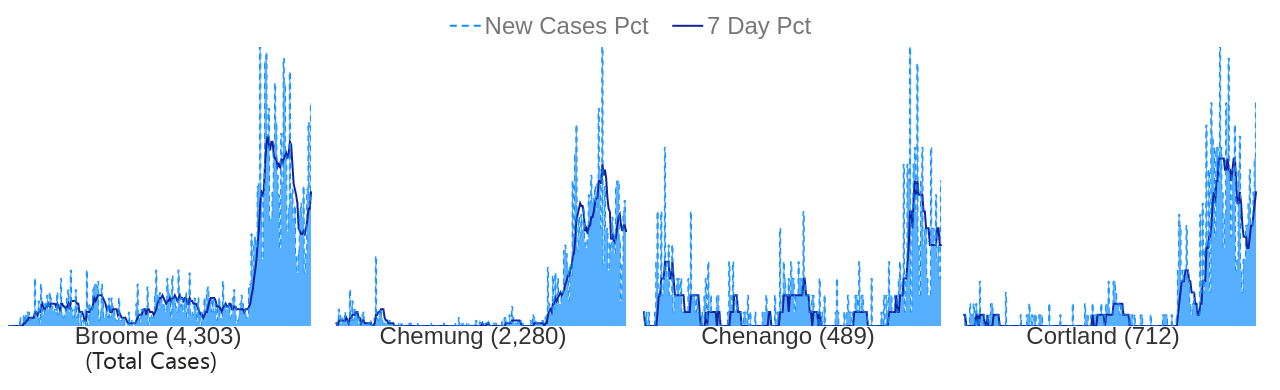 New Cases Pct 7 Day Pct
Broome (4,303) Chemung (2,280) Chenango (489) Cortland (712)
(Total Cases)